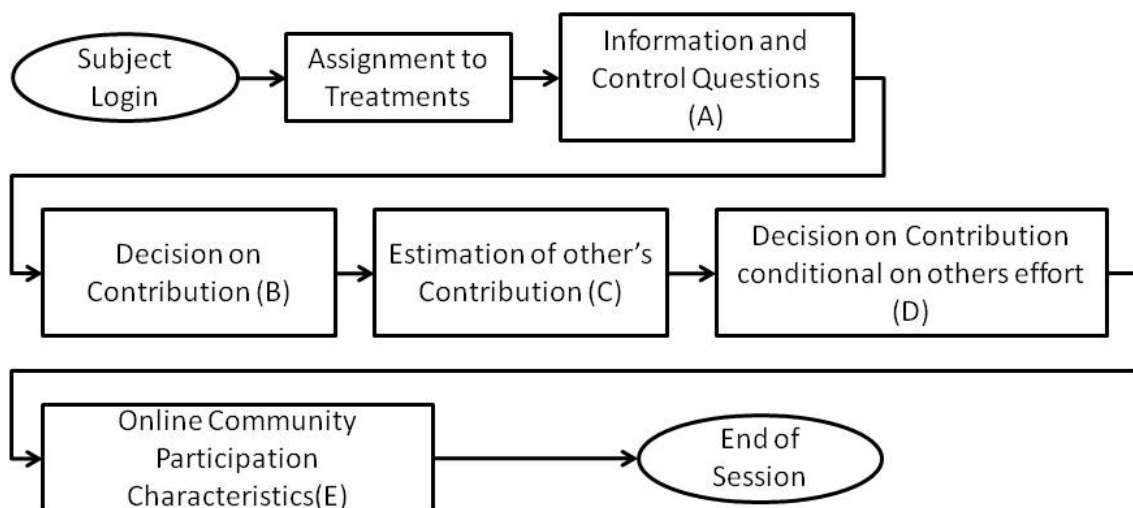 Subject
Login
Assignment to
Treatments
Information and
Control Questions
(A)
Decision on
Contribution (B)
Estimation of other's
Contribution (C)
Decision on Contribution
conditional on others effort
(D)
Online Community
Participation
Characteristics(E)
End of
Session